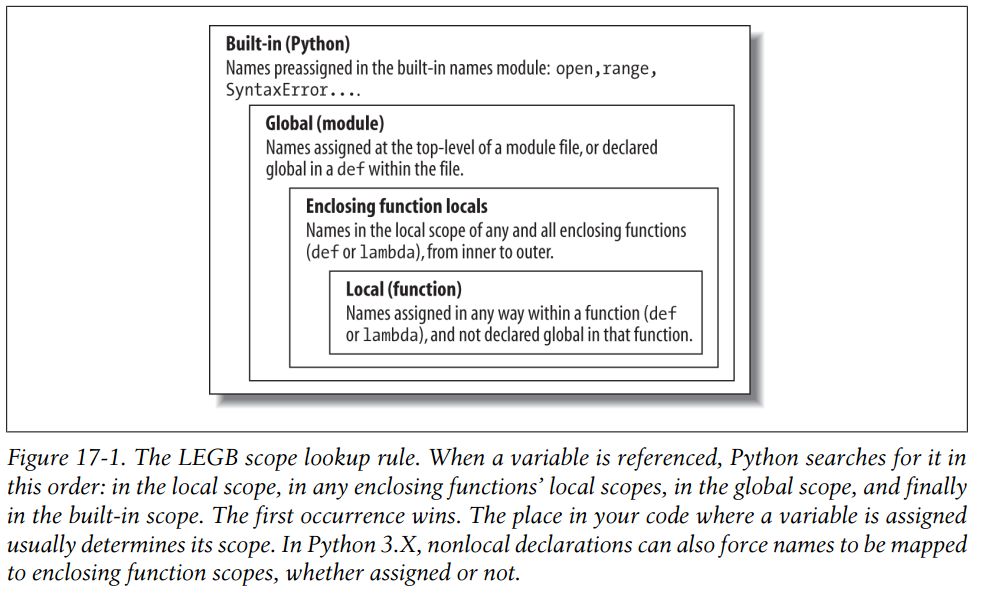 Built-in (Python)
Names preassigned in the built-in names module: open,range,
SyntaxError....
Global (module)
Names assigned at the top-level of a module file, or declared
global in a def within the file.
Enclosing function locals
Names in the local scope of any and all enclosing functions
(def or lambda), from inner to outer.
Local (function)
Names assigned in any way within a function (def
or lambda), and not declared global in that function.
Figure 17-1. The LEGB scope lookup rule. When a variable is referenced, Python searches for it in
this order: in the local scope, in any enclosing functions’ local scopes, in the global scope, and finally
in the built-in scope. The first occurrence wins. The place in your code where a variable is assigned
usually determines its scope. In Python 3.X, nonlocal declarations can also force names to be mapped
to enclosing function scopes, whether assigned or not.